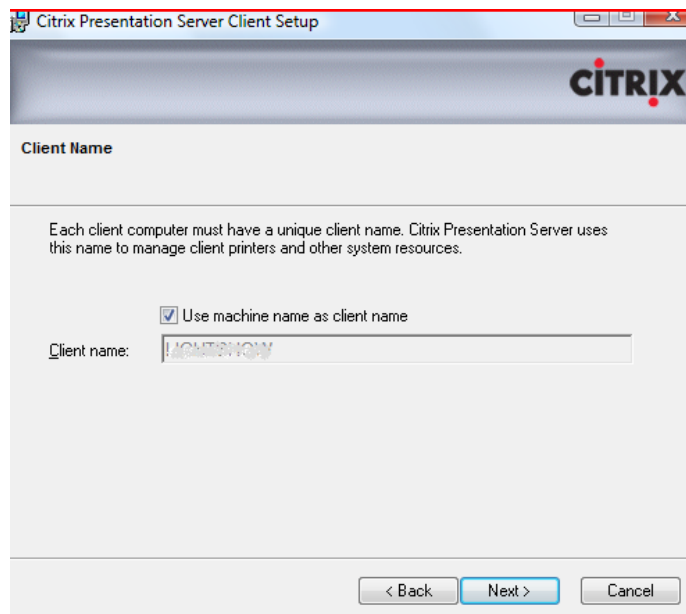 Citrix Presentation Server Client Setup
CITRIX
Client Name
Each client computer must have a unique client name. Citrix Presentation Server uses
this name to manage client printers and other system resources.
Use machine name as client name
Client name:
< Back Next > Cancel